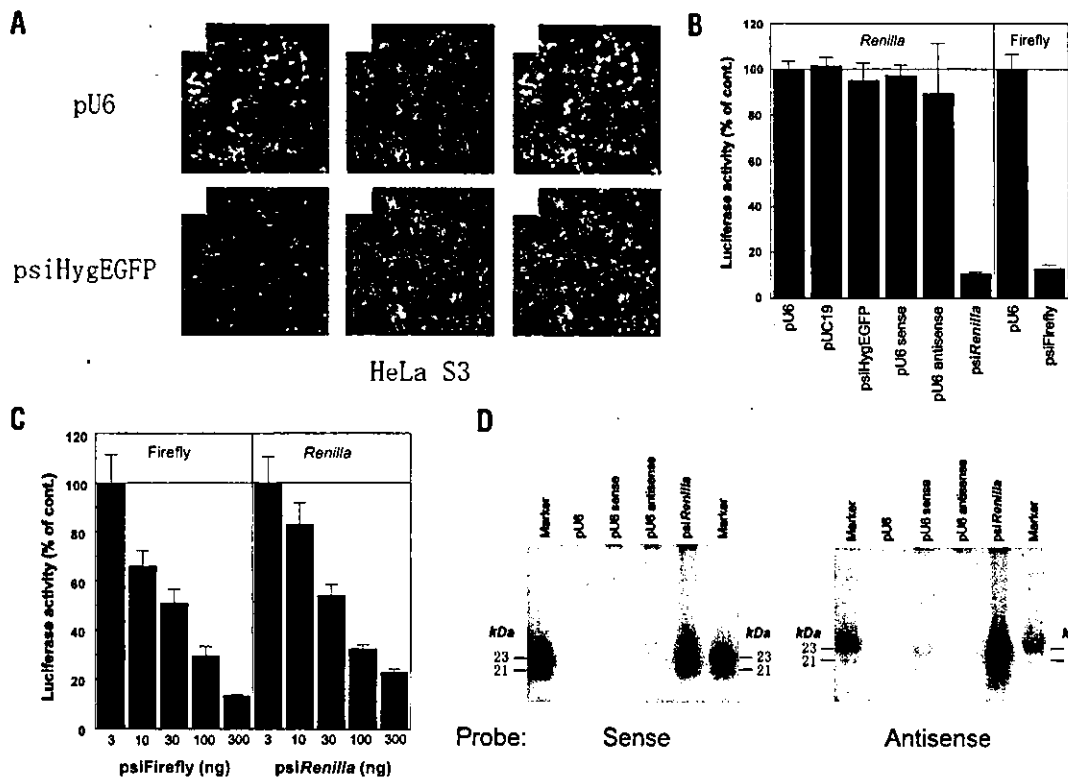 A
pU6
psiHygEGFP
HeLa S3
B
Renilla
Firefly
Luciferase activity (% of cont.)
120
100
80
60
40
20
0
pU6
pUC19
psiHygEGFP
pU6 sense
pU6 antisense
psiRenilla
pU6
psiFirefly
C
Firefly
Renilla
Luciferase activity (% of cont.)
120
100
80
60
40
20
0
3 10 30 100 300 3 10 30 100 300
psiFirefly (ng) psiRenilla (ng)
D
Marker
pU6
pU6 sense
pU6 antisense
psiRenilla
Marker
Marker
pU6
pU6 sense
pU6 antisense
psiRenilla
Marker
kDa kDa kDa
23 23 23
21 21 21
Probe: Sense Antisense